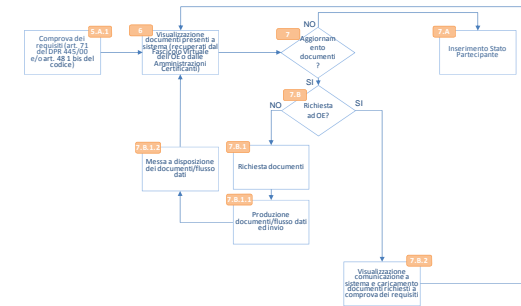 5.A.1
Comprova dei
requisiti (art. 71
del DPR 445/00
e/o art. 48 1 bis del
codice)
6
Visualizzazione
documenti presenti a
sistema (recuperati dal
Fascicolo Virtuale
dell'OE o dalle
Amministrazioni
Certificanti)
7
Aggiornam
ento
documenti
?
NO
SI
7.A
Inserimento Stato
Partecipante
7.B
Richiesta
ad OE?
NO
SI
7.B.1.2
Messa a disposizione
dei documenti/flusso
dati
7.B.1
Richiesta documenti
7.B.1.1
Produzione
documenti/flusso dati
ed invio
7.B.2
Visualizzazione
comunicazione a
sistema e caricamento
documenti richiesti a
comprova dei requisiti